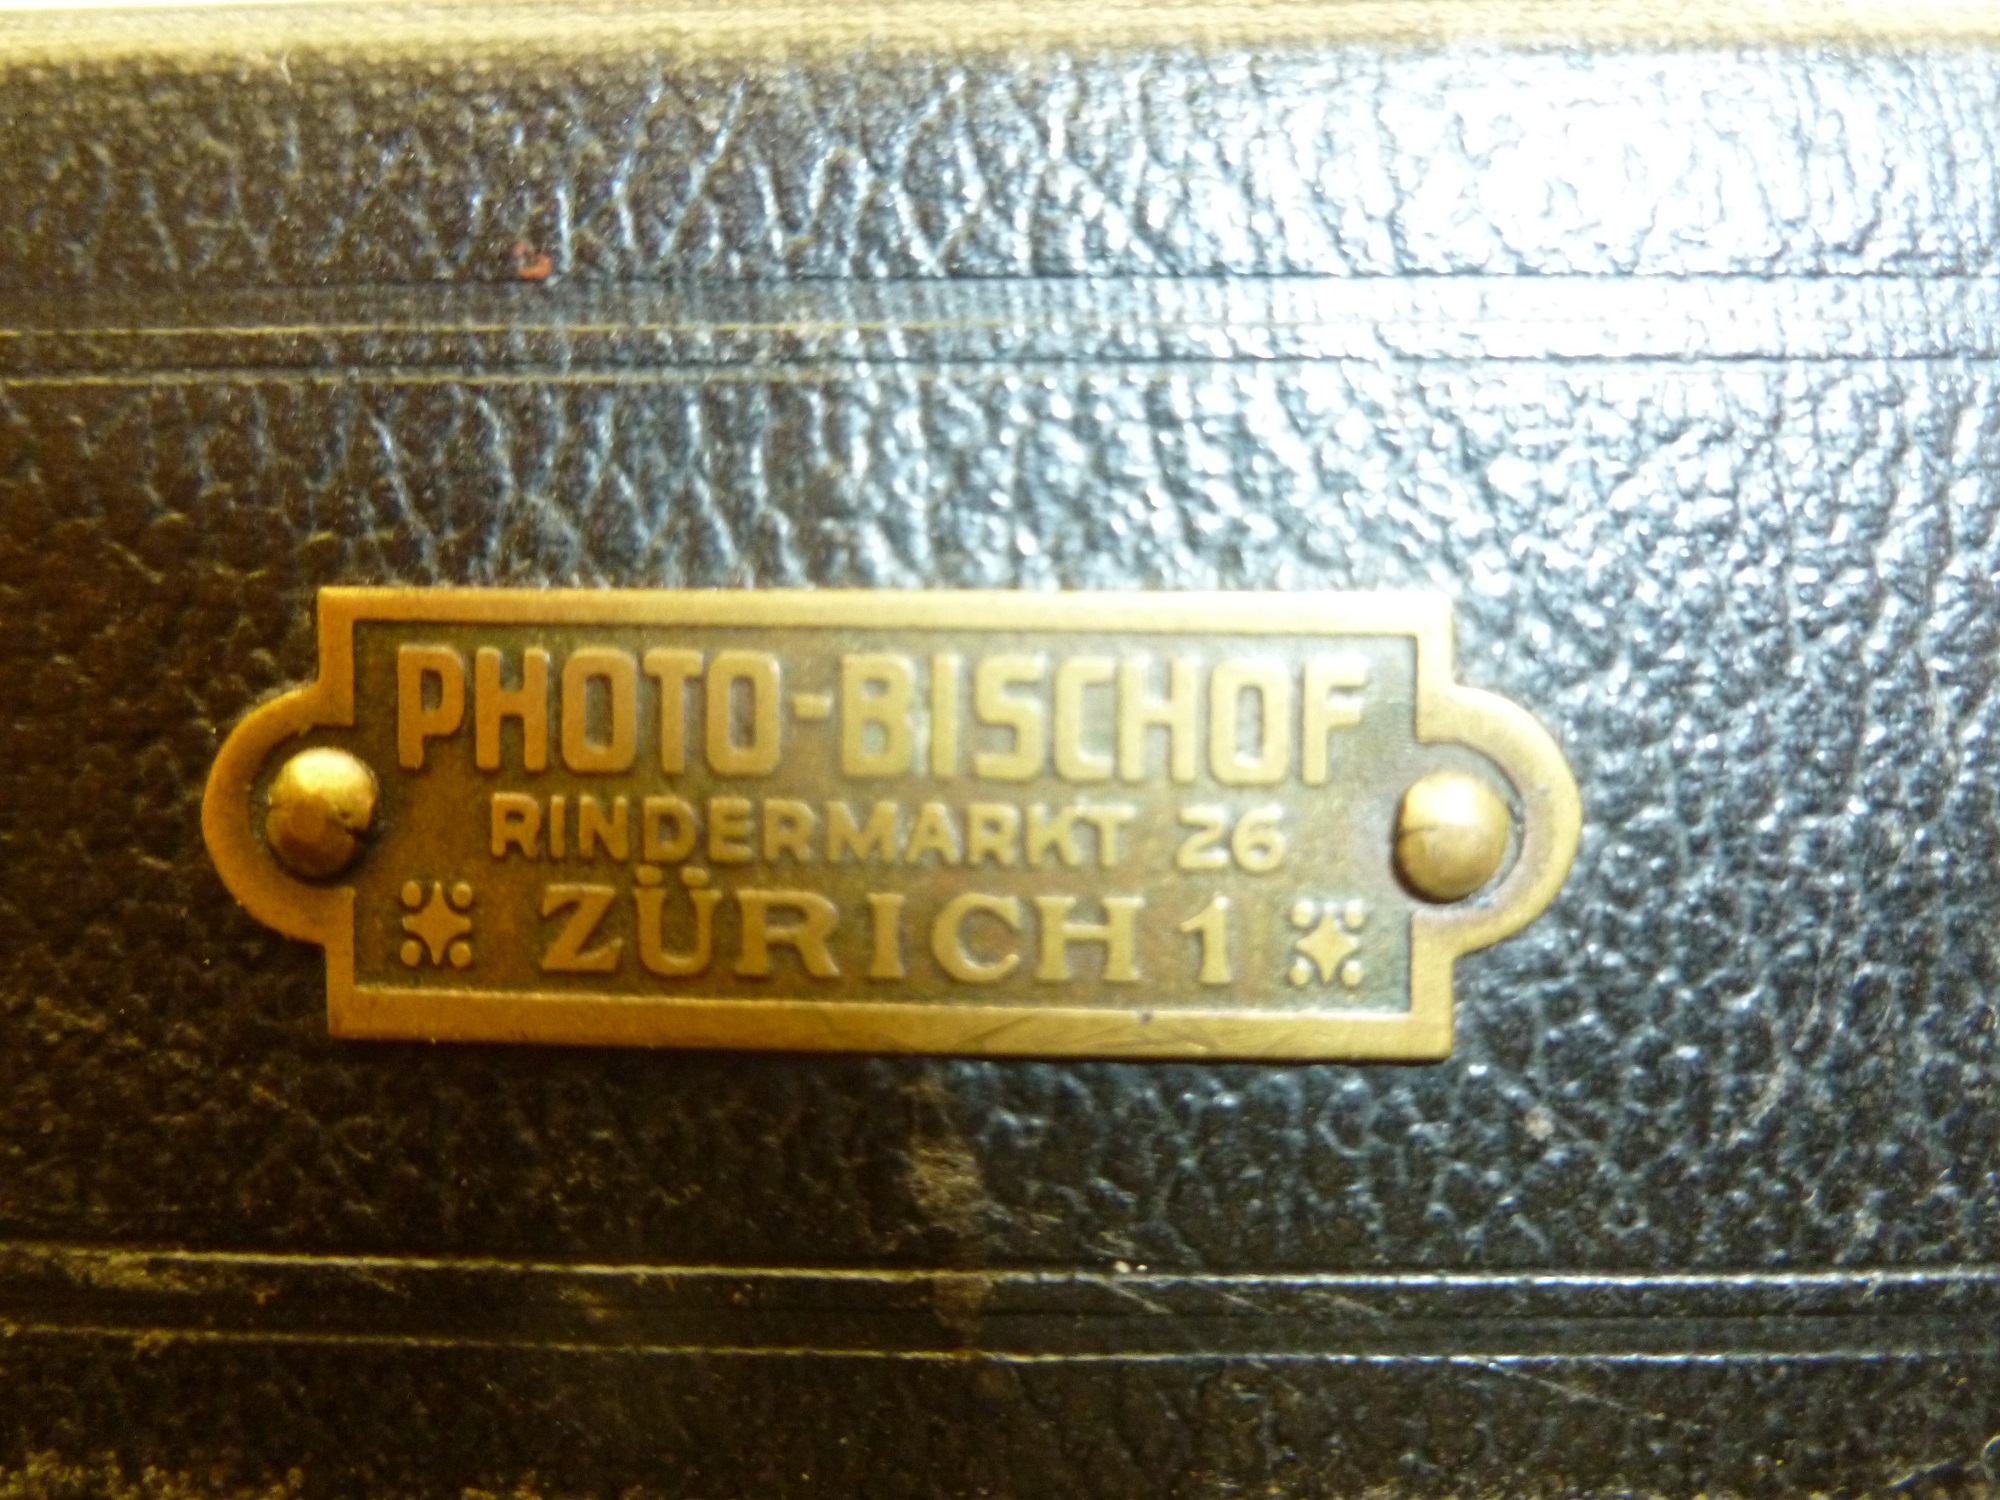 PHOTO-BISCHOF
RINDERMARKT 26
ZÜRICH 1